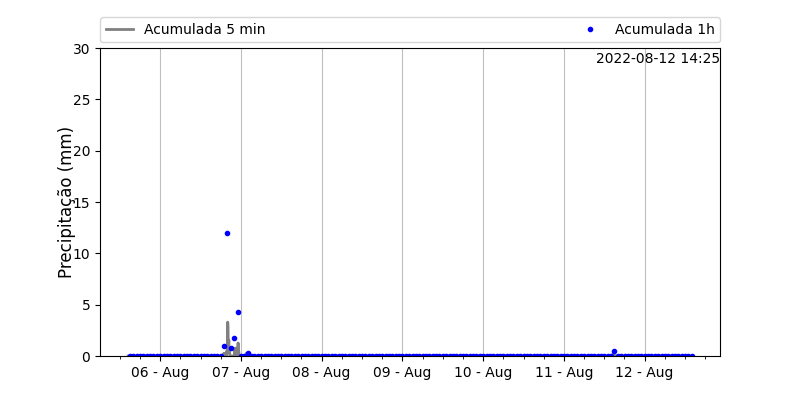 Acumulada 5 min
Acumulada 1h
2022-08-12 14:25
Precipitação (mm)
30
25
20
15
10
5
0
06 - Aug
07 - Aug
08 - Aug
09 - Aug
10 - Aug
11 - Aug
12 - Aug